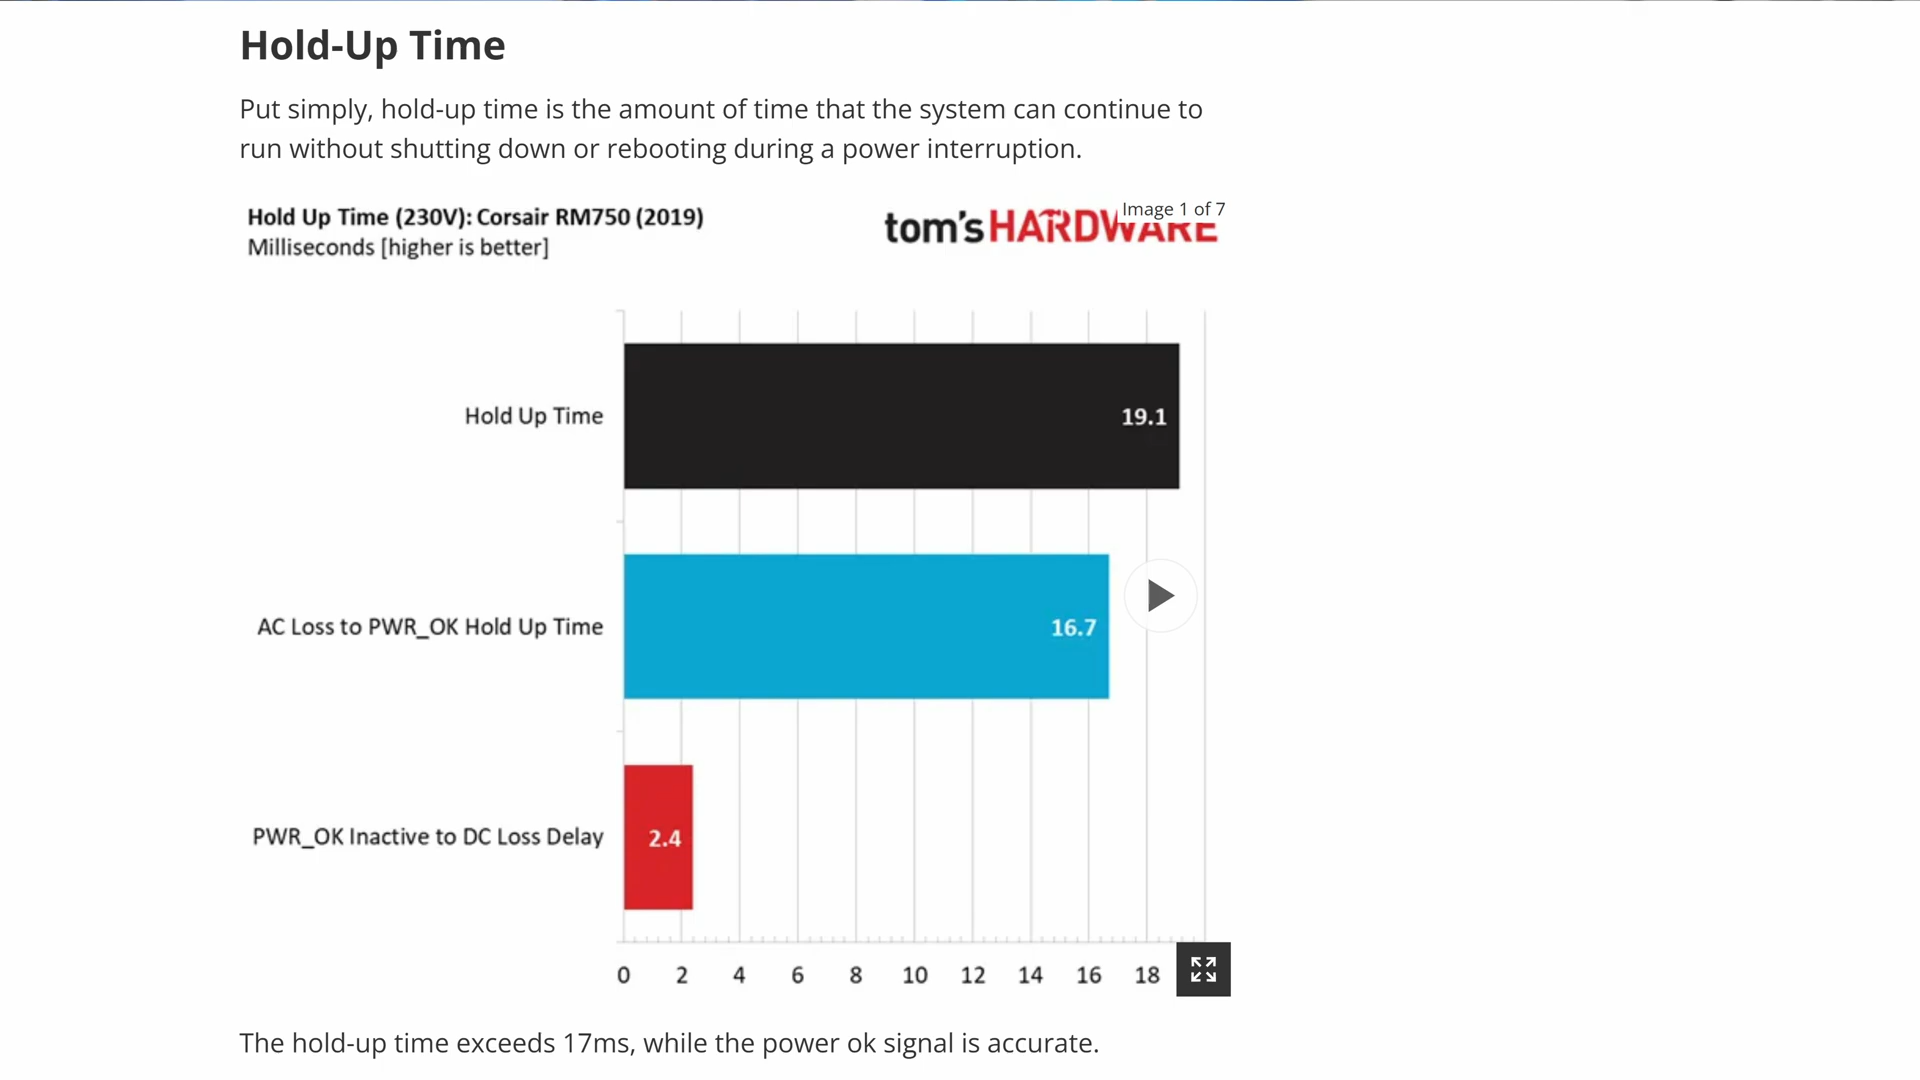 Hold-Up Time
Put simply, hold-up time is the amount of time that the system can continue to
run without shutting down or rebooting during a power interruption.
Hold Up Time (230V): Corsair RM750 (2019)
Milliseconds [higher is better]
tom's HARDWARE
Image 1 of 7
Hold Up Time
19.1
AC Loss to PWR_OK Hold Up Time
16.7
PWR_OK Inactive to DC Loss Delay
2.4
0 2 4 6 8 10 12 14 16 18
The hold-up time exceeds 17ms, while the power ok signal is accurate.